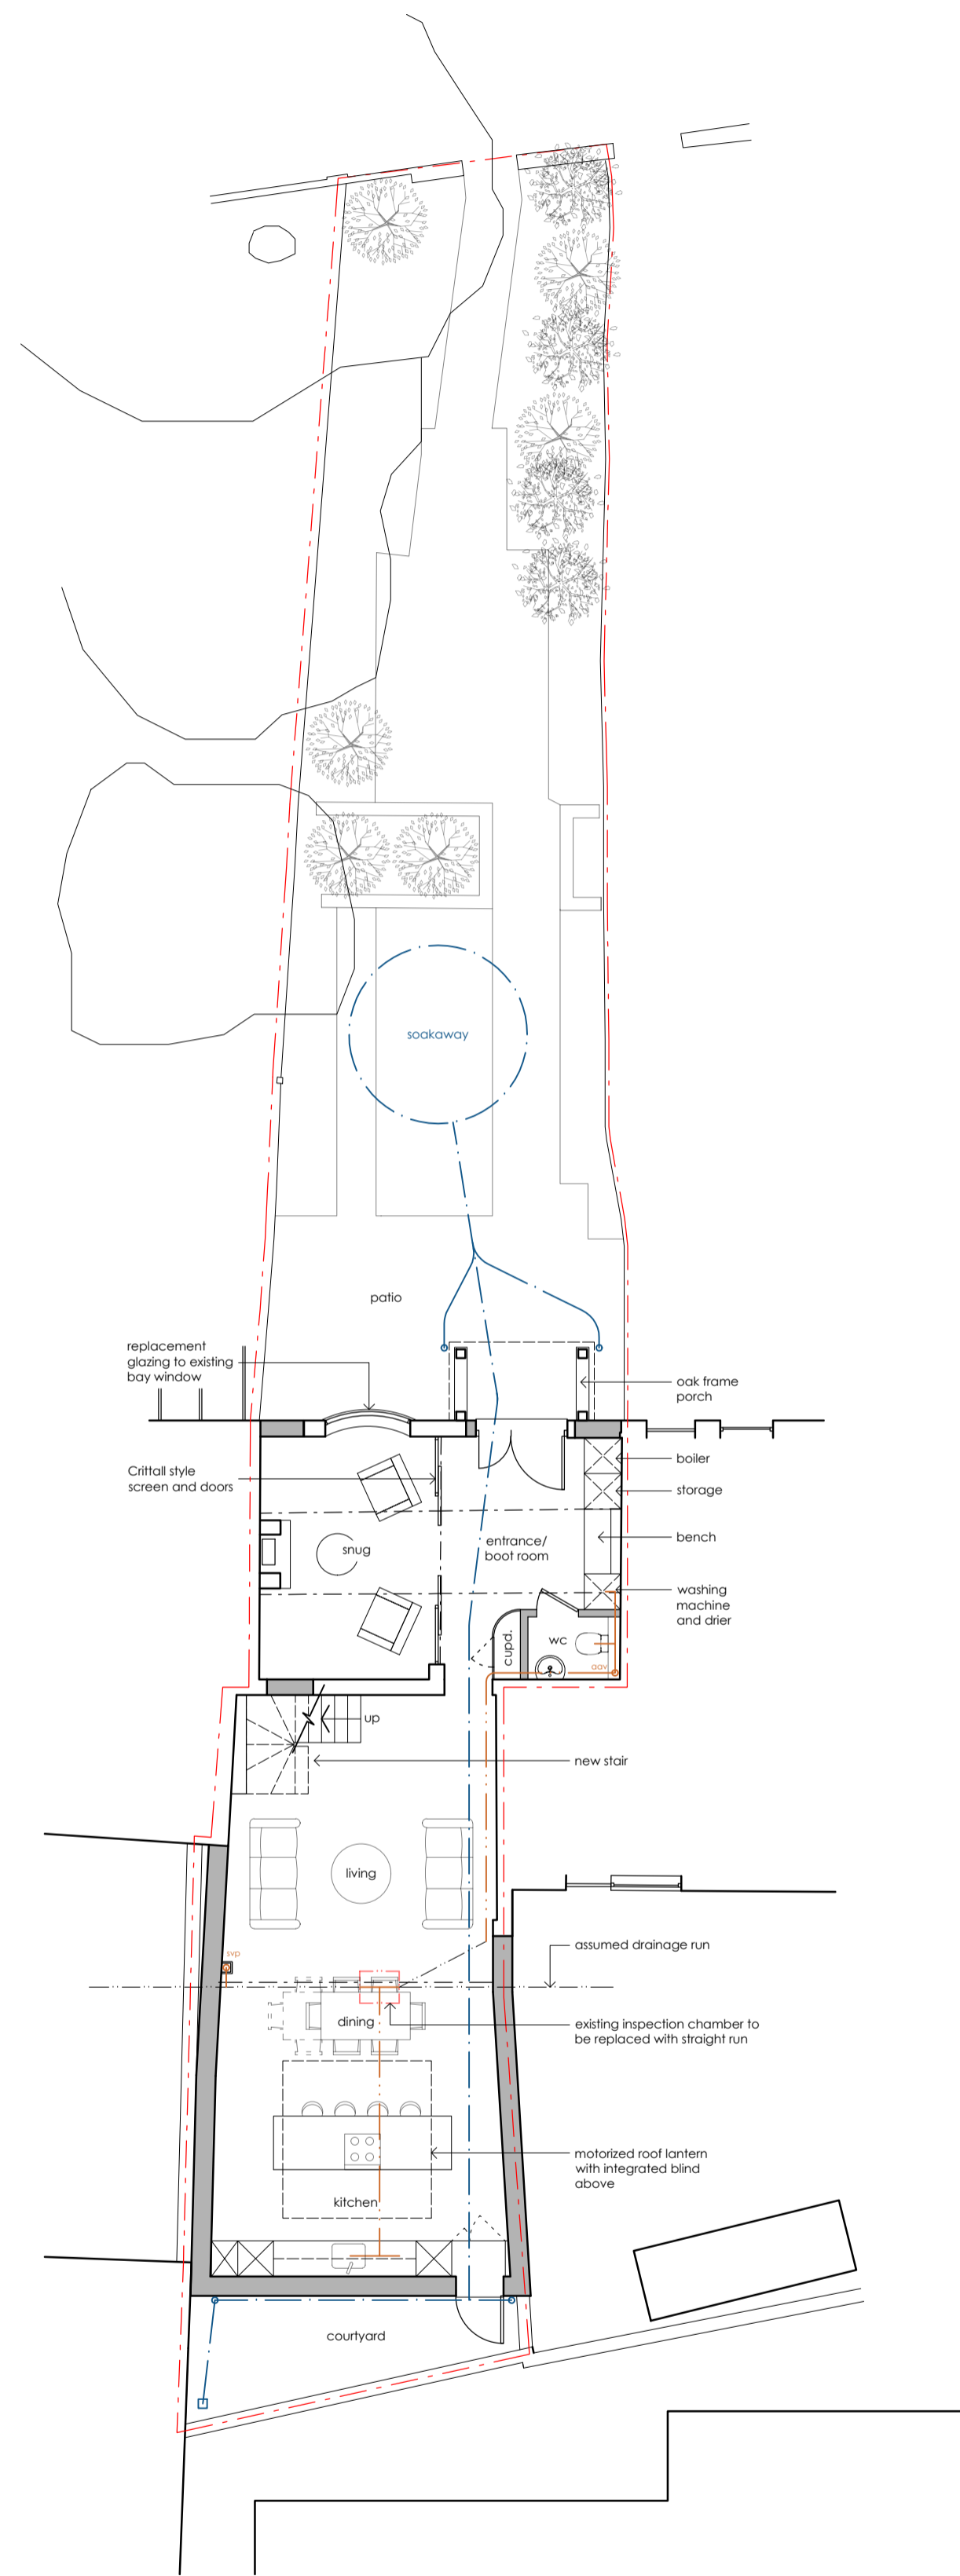 soakaway
patio
replacement
glazing to existing
bay window
oak frame
porch
Crittall style
screen and doors
boiler
storage
bench
snug
entrance/
boot room
washing
machine
and drier
cupd.
wc
aav
up
new stair
living
svp
assumed drainage run
dining
existing inspection chamber to
be replaced with straight run
motorized roof lantern
with integrated blind
above
kitchen
courtyard